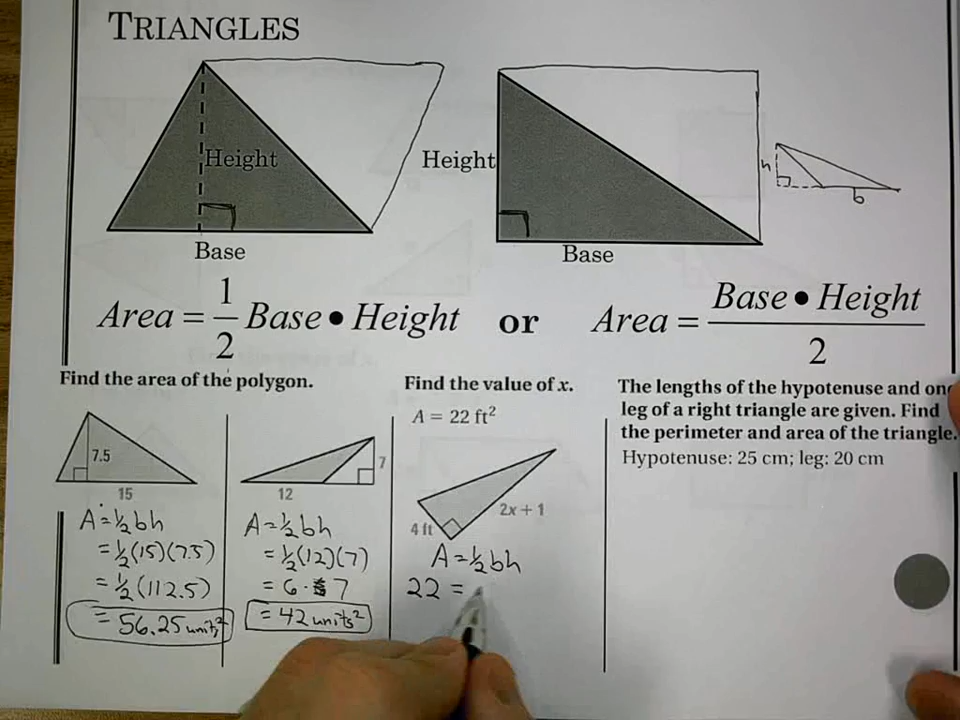 TRIANGLES
Height
Base
Height
Base
h
b
Area = 1/2 Base • Height or Area = Base • Height / 2
Find the area of the polygon.
7.5
15
A = ½bh
= ½(15)(7.5)
= ½(112.5)
= 56.25 units²
12
7
A = ½bh
= ½(12)(7)
= 6 · 7
= 42 units²
Find the value of x.
A = 22 ft²
4 ft
2x + 1
A = ½bh
22 =
The lengths of the hypotenuse and one
leg of a right triangle are given. Find
the perimeter and area of the triangle.
Hypotenuse: 25 cm; leg: 20 cm